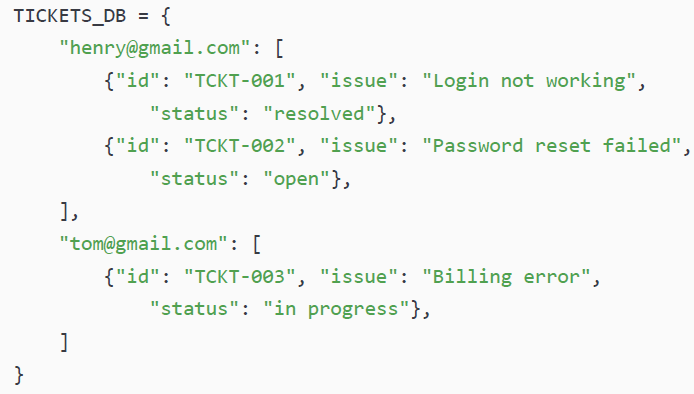 TICKETS_DB = {
    "henry@gmail.com": [
        {"id": "TCKT-001", "issue": "Login not working",
            "status": "resolved"},
        {"id": "TCKT-002", "issue": "Password reset failed",
            "status": "open"},
    ],
    "tom@gmail.com": [
        {"id": "TCKT-003", "issue": "Billing error",
            "status": "in progress"},
    ]
}